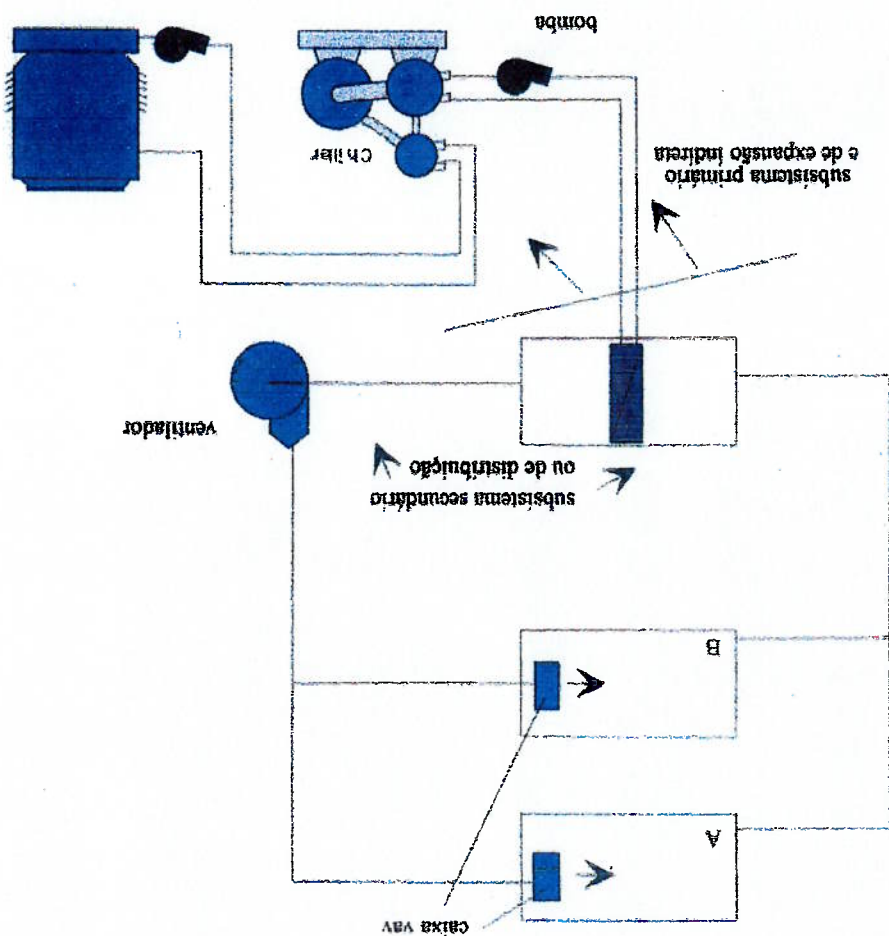 caixa vav
A
B
subsistema secundário
ou de distribuição
ventilador
subsistema primário
e de expansão indireta
Chiller
bomba